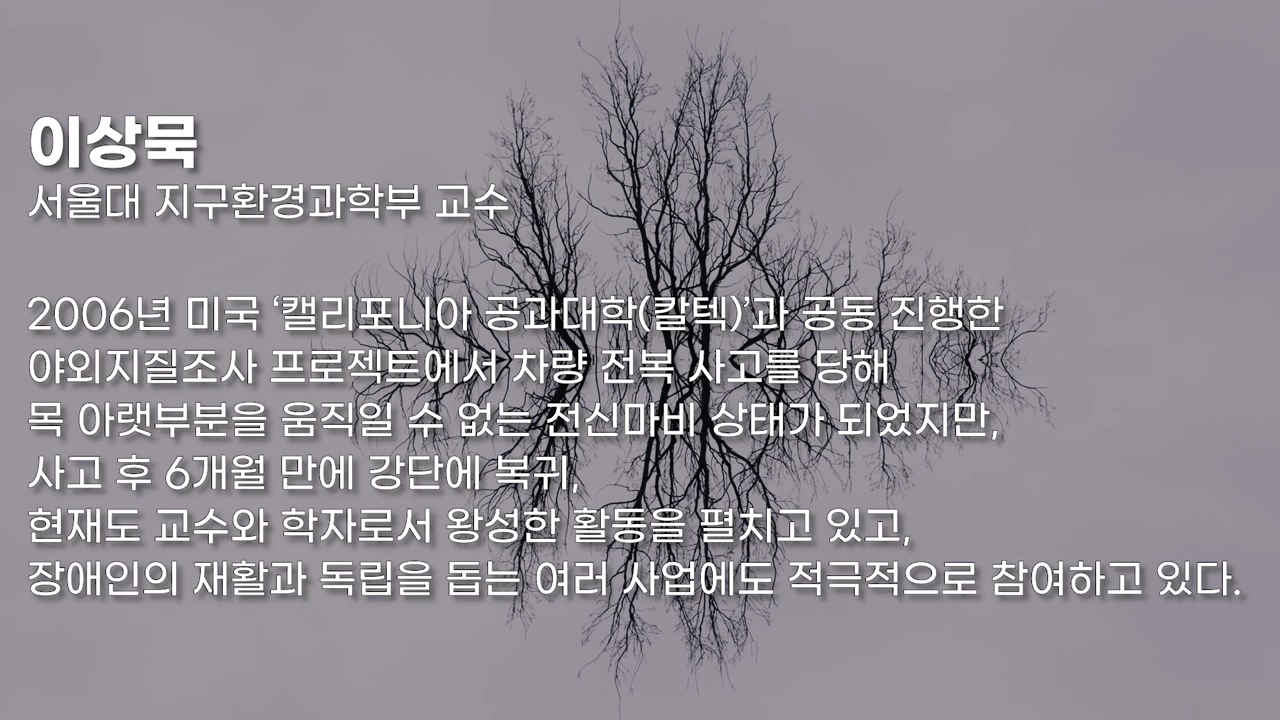 이상묵
서울대 지구환경과학부 교수
2006년 미국 ‘캘리포니아 공과대학(칼텍)’과 공동 진행한
야외지질조사 프로젝트에서 차량 전복 사고를 당해
목 아랫부분을 움직일 수 없는 전신마비 상태가 되었지만,
사고 후 6개월 만에 강단에 복귀,
현재도 교수와 학자로서 왕성한 활동을 펼치고 있고,
장애인의 재활과 독립을 돕는 여러 사업에도 적극적으로 참여하고 있다.